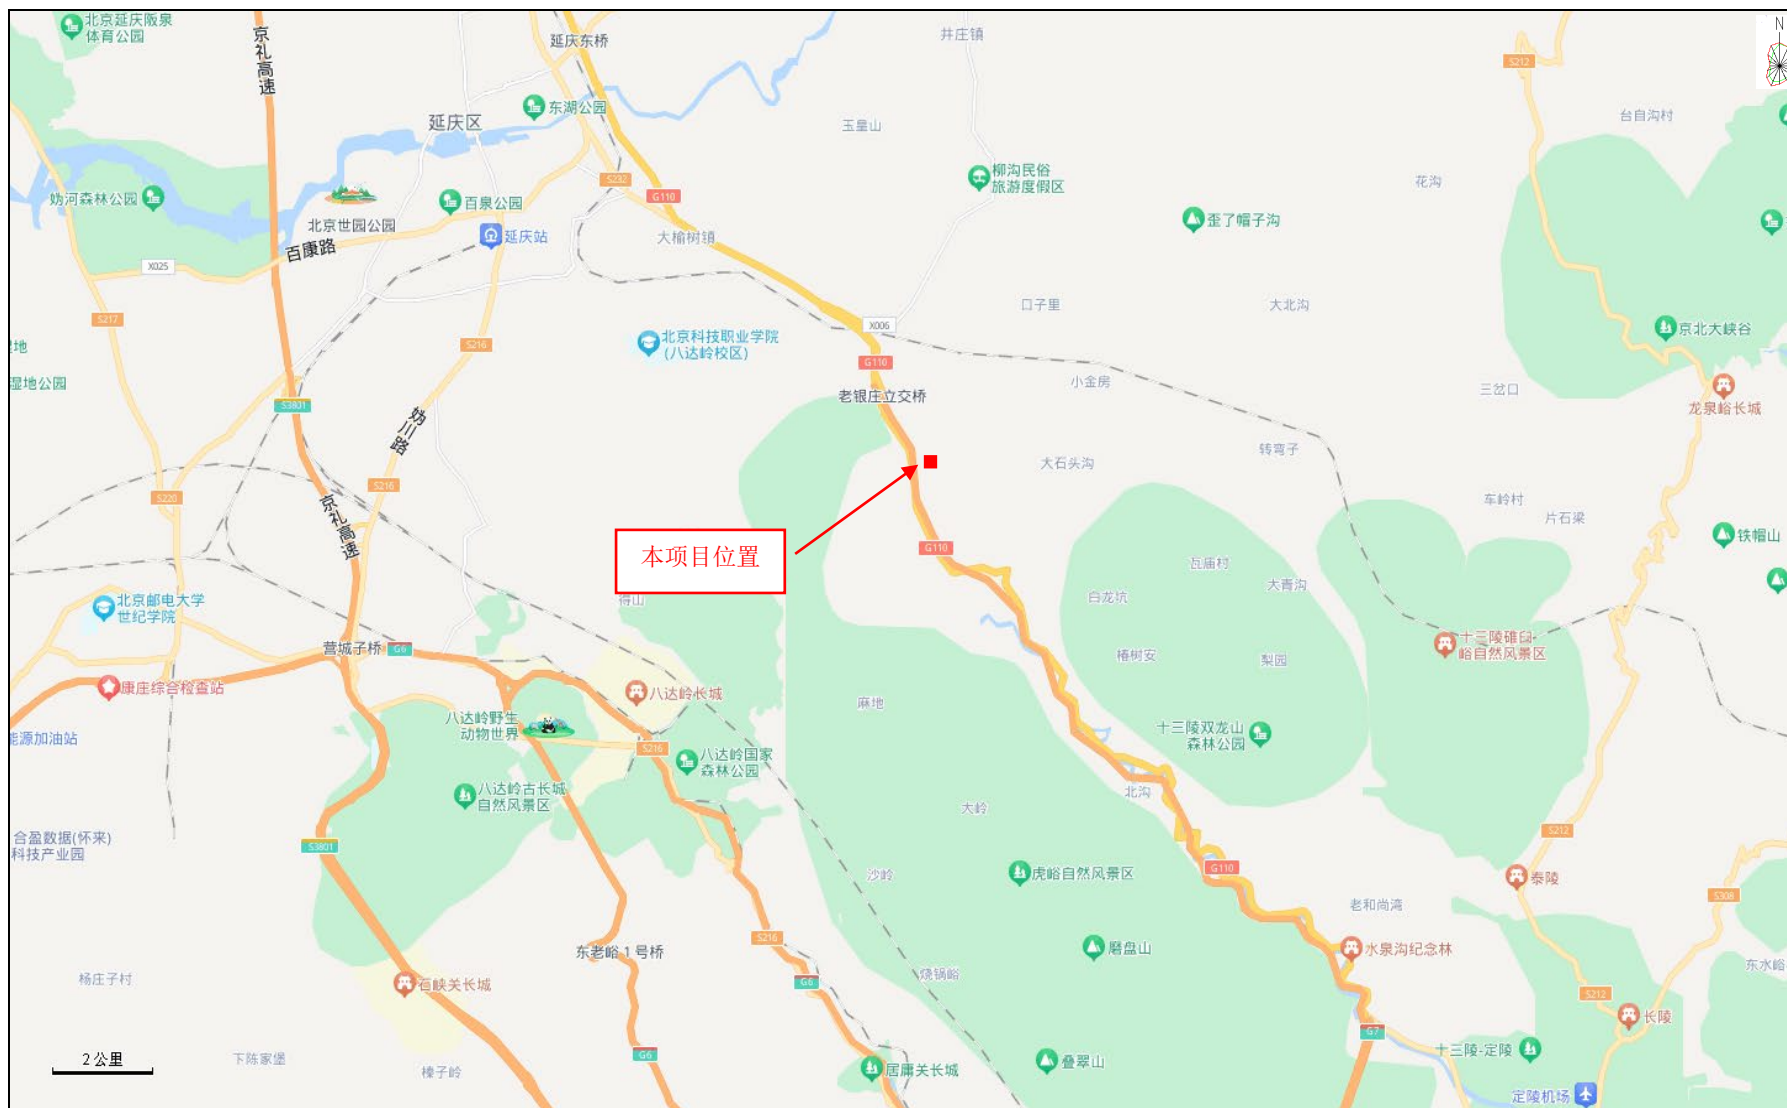 北京延庆阪泉
体育公园
京礼高速
延庆东桥
井庄镇
N
S212
东湖公园
延庆区
玉皇山
台自沟村
柳沟民俗
旅游度假区
花沟
S232
G110
妫河森林公园
北京世园公园
百泉公园
歪了帽子沟
百康路
延庆站
大榆树镇
X025
口子里
大北沟
S217
X006
京北大峡谷
S216
北京科技职业学院
(八达岭校区)
G110
湿地公园
小金房
三岔口
龙泉峪长城
S3801
老银庄立交桥
妫川路
大石头沟
转弯子
S216
S220
车岭村
片石梁
京礼高速
铁帽山
本项目位置
G110
瓦庙村
大青沟
北京邮电大学
世纪学院
得山
白龙坑
营城子桥
G6
十三陵碓臼
峪自然风景区
椿树安
梨园
康庄综合检查站
八达岭长城
麻地
八达岭野生
动物世界
能源加油站
S216
十三陵双龙山
森林公园
八达岭国家
森林公园
八达岭古长城
自然风景区
北沟
大岭
S212
合盈数据(怀来)
科技产业园
S3801
沙岭
虎峪自然风景区
G110
泰陵
S308
老和尚湾
S216
东老峪1号桥
磨盘山
水泉沟纪念林
杨庄子村
石峡关长城
烧锅峪
G6
东水峪
S212
长陵
G7
2公里
下陈家堡
G6
榛子岭
居庸关长城
叠翠山
十三陵-定陵
定陵机场